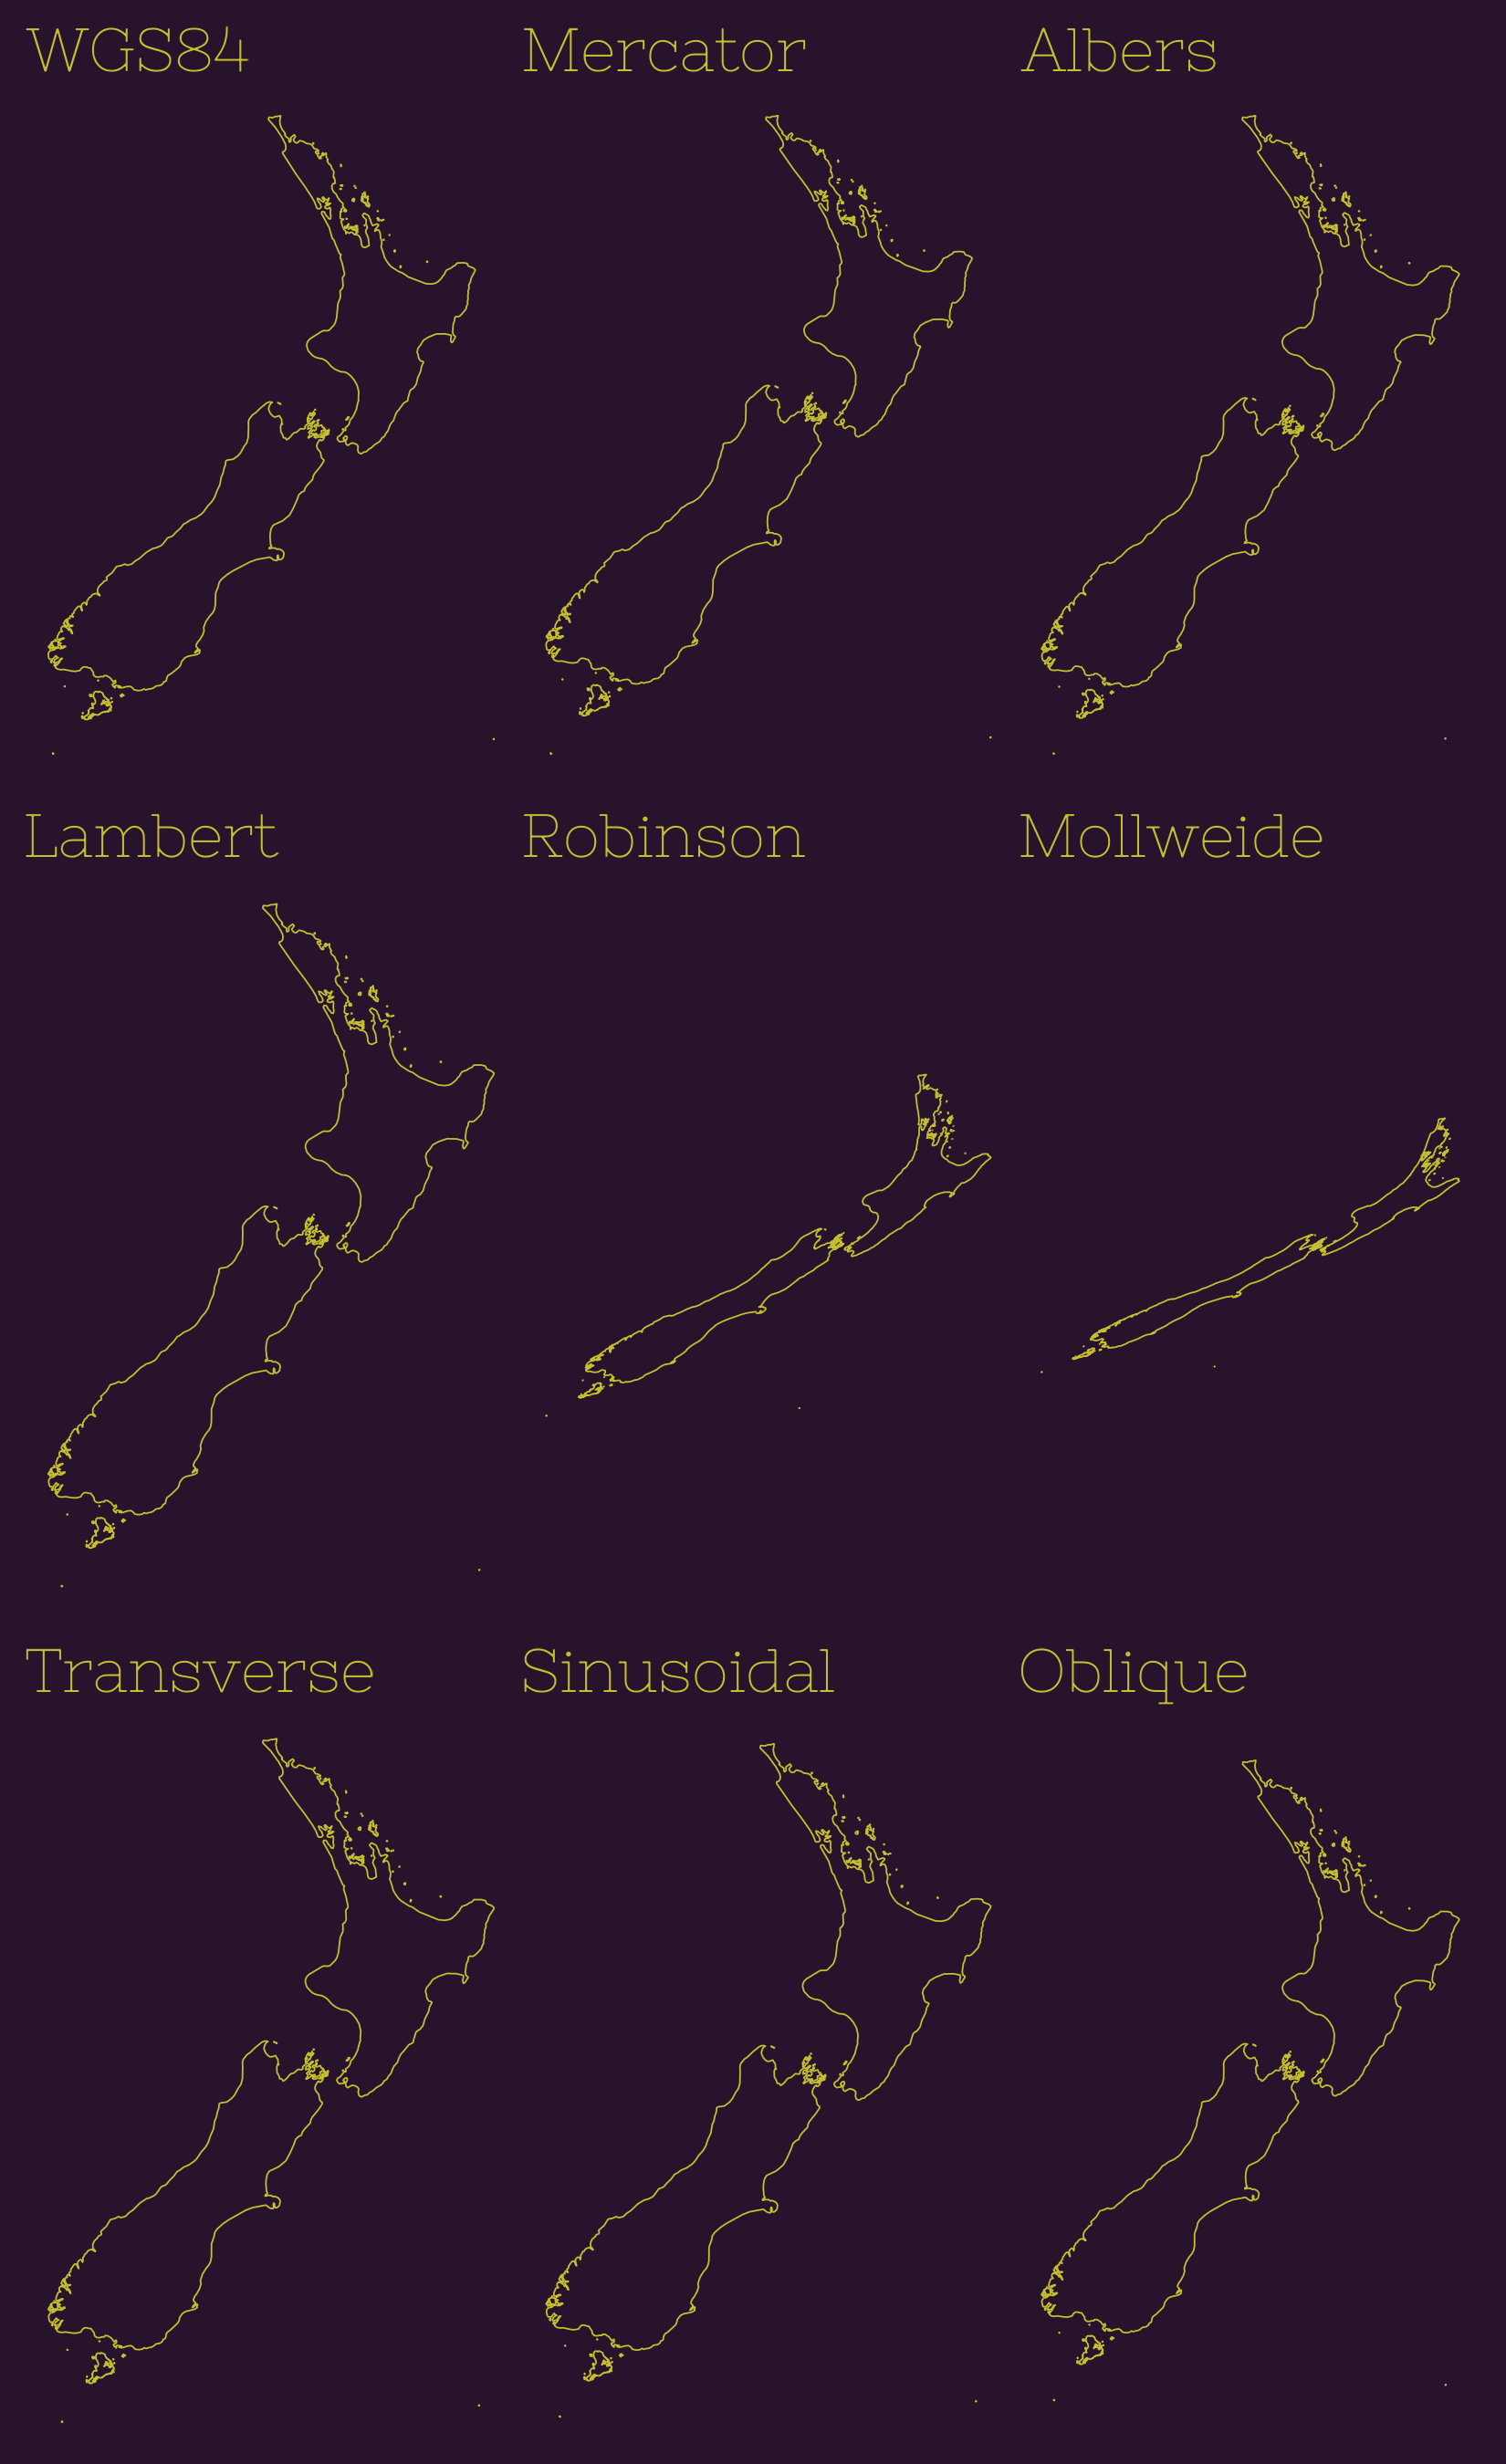 WGS84
Mercator
Albers
Lambert
Robinson
Mollweide
Transverse
Sinusoidal
Oblique